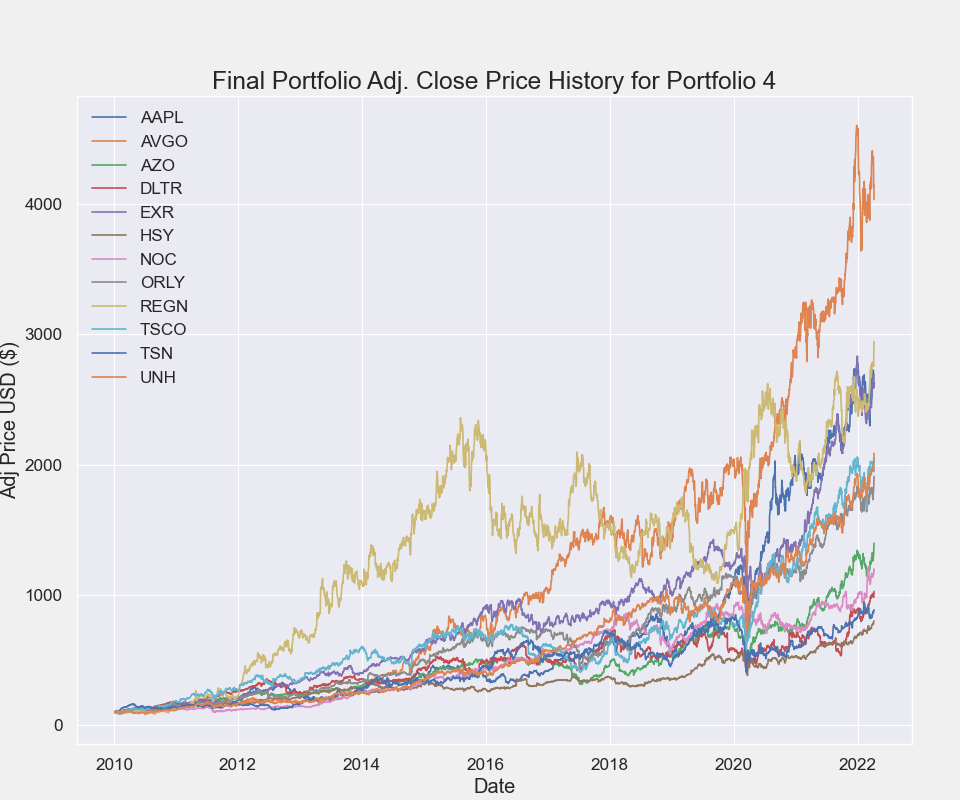 Final Portfolio Adj. Close Price History for Portfolio 4
AAPL
AVGO
AZO
DLTR
EXR
HSY
NOC
ORLY
REGN
TSCO
TSN
UNH
Adj Price USD ($)
4000
3000
2000
1000
0
2010 2012 2014 2016 2018 2020 2022
Date